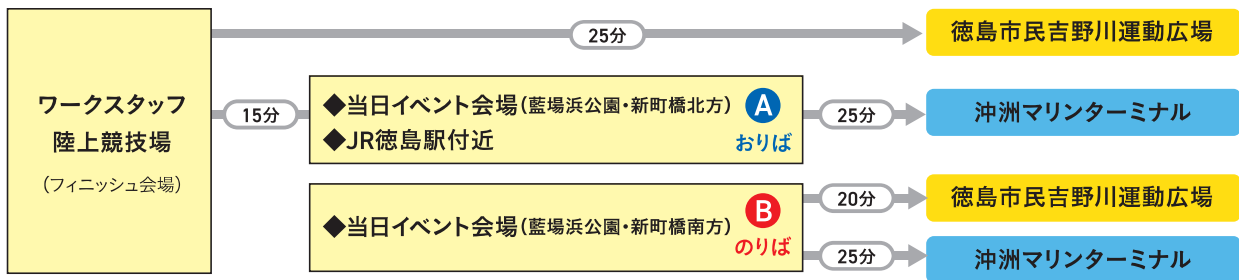 ワークスタッフ
陸上競技場
(フィニッシュ会場)
25分
徳島市民吉野川運動広場
15分
◆当日イベント会場(藍場浜公園・新町橋北方)
◆JR徳島駅付近
A
おりば
25分
沖洲マリンターミナル
◆当日イベント会場(藍場浜公園・新町橋南方)
B
のりば
20分
徳島市民吉野川運動広場
25分
沖洲マリンターミナル